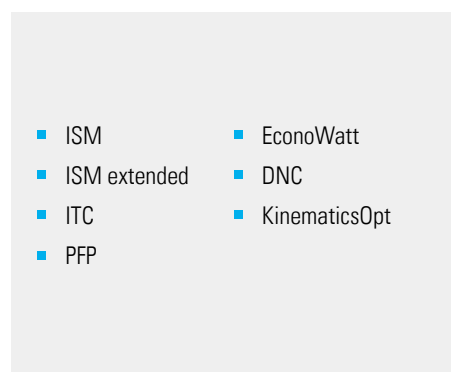 ISM
ISM extended
ITC
PFP
EconoWatt
DNC
KinematicsOpt